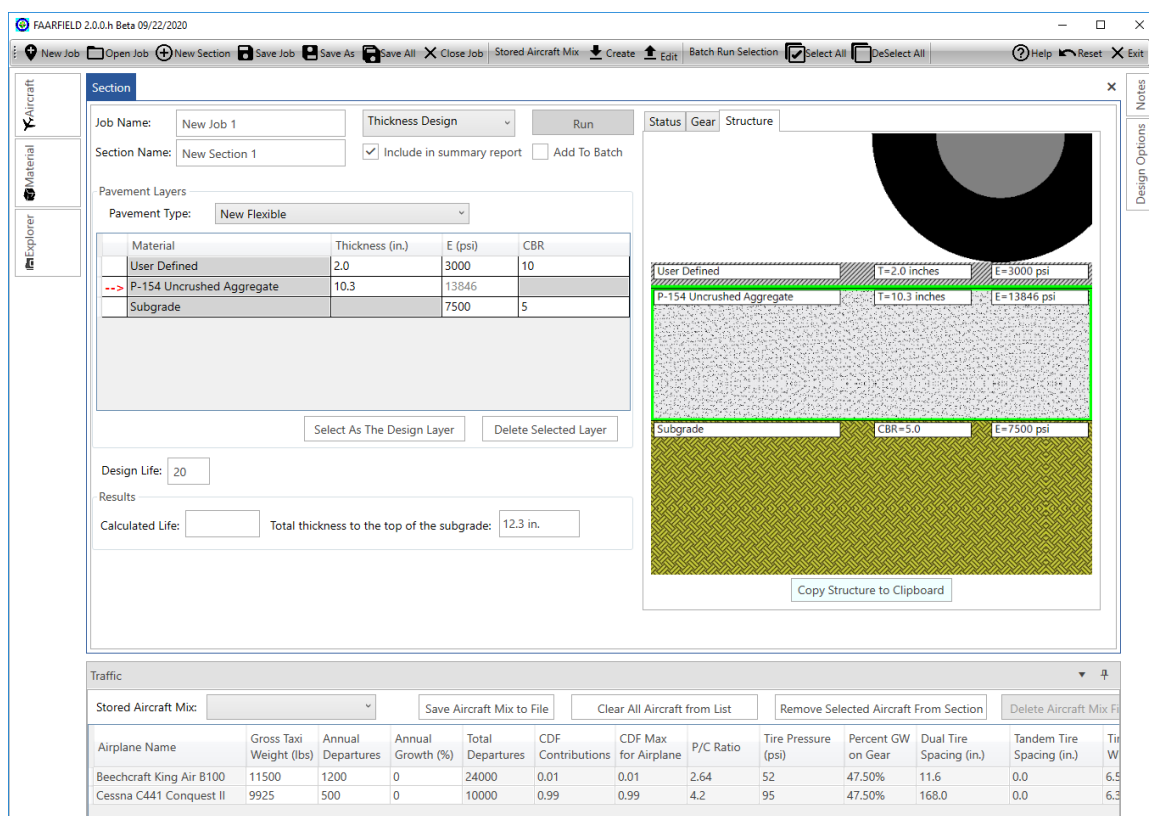 FAARFIELD 2.0.0.h Beta 09/22/2020
New Job Open Job New Section Save Job Save As Save All Close Job Stored Aircraft Mix Create Edit Batch Run Selection Select All DeSelect All Help Reset Exit
Aircraft
Material
Explorer
Section
Job Name: New Job 1 Thickness Design Run
Section Name: New Section 1 Include in summary report Add To Batch
Pavement Layers
Pavement Type: New Flexible
Material Thickness (in.) E (psi) CBR
User Defined 2.0 3000 10
--> P-154 Uncrushed Aggregate 10.3 13846
Subgrade 7500 5
Select As The Design Layer Delete Selected Layer
Design Life: 20
Results
Calculated Life: Total thickness to the top of the subgrade: 12.3 in.
Status Gear Structure
User Defined T=2.0 inches E=3000 psi
P-154 Uncrushed Aggregate T=10.3 inches E=13846 psi
Subgrade CBR=5.0 E=7500 psi
Copy Structure to Clipboard
Notes
Design Options
Traffic
Stored Aircraft Mix: Save Aircraft Mix to File Clear All Aircraft from List Remove Selected Aircraft From Section Delete Aircraft Mix Fi
Airplane Name Gross Taxi Weight (lbs) Annual Departures Annual Growth (%) Total Departures CDF Contributions CDF Max for Airplane P/C Ratio Tire Pressure (psi) Percent GW on Gear Dual Tire Spacing (in.) Tandem Tire Spacing (in.)
Beechcraft King Air B100 11500 1200 0 24000 0.01 0.01 2.64 52 47.50% 11.6 0.0 6.5
Cessna C441 Conquest II 9925 500 0 10000 0.99 0.99 4.2 95 47.50% 168.0 0.0 6.3